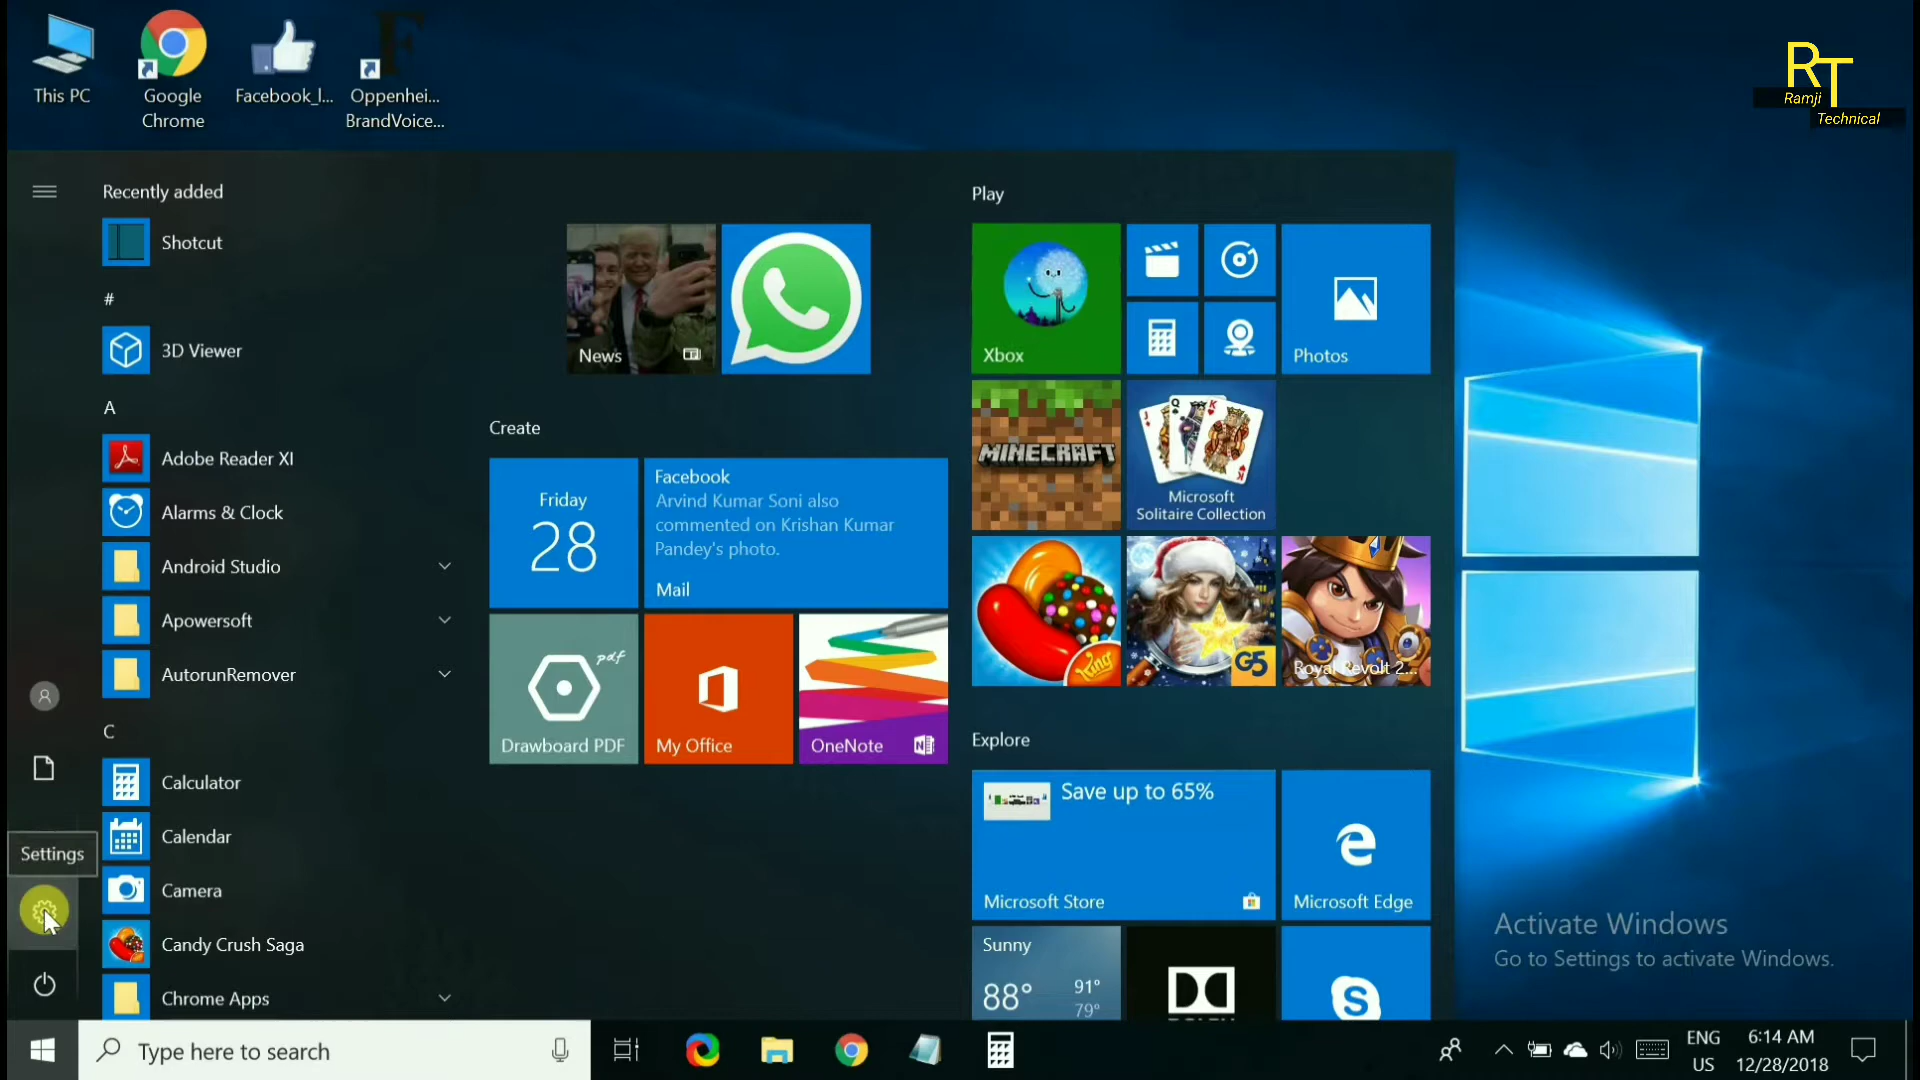 This PC
Google
Chrome
Facebook_l...
Oppenhei...
BrandVoice...
RT
Ramji
Technical
Recently added
Shotcut
#
3D Viewer
A
Adobe Reader XI
Alarms & Clock
Android Studio
Apowersoft
AutorunRemover
C
Calculator
Calendar
Camera
Candy Crush Saga
Chrome Apps
Settings
News
Create
Friday
28
Facebook
Arvind Kumar Soni also
commented on Krishan Kumar
Pandey's photo.
Mail
pdf
Drawboard PDF
My Office
OneNote
N
Play
Xbox
Photos
MINECRAFT
J
Q
K
Microsoft
Solitaire Collection
King
G5
Royal Revolt 2...
Explore
Save up to 65%
Microsoft Store
Microsoft Edge
Sunny
88°
91°
79°
S
Activate Windows
Go to Settings to activate Windows.
Type here to search
ENG
US
6:14 AM
12/28/2018